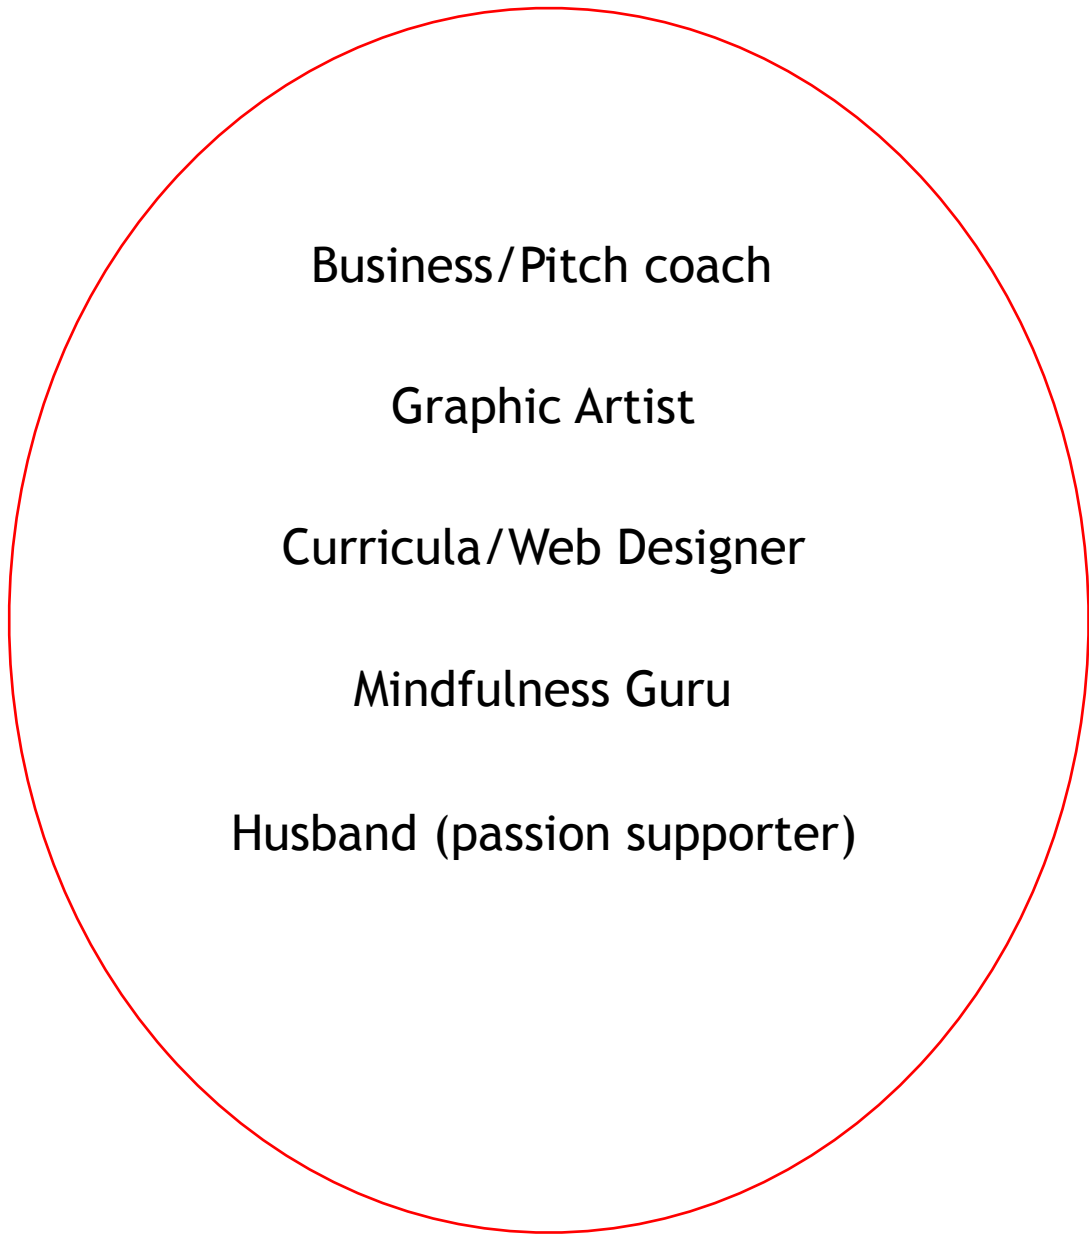 Business/Pitch coach
Graphic Artist
Curricula/Web Designer
Mindfulness Guru
Husband (passion supporter)